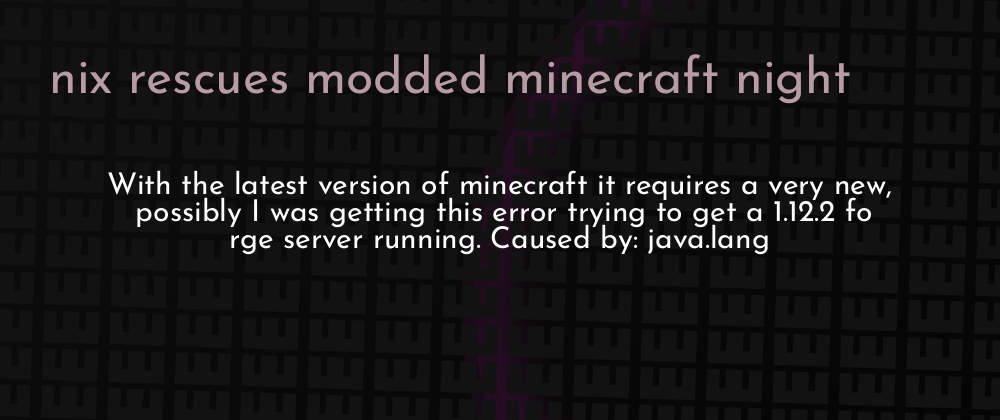 nix rescues modded minecraft night
With the latest version of minecraft it requires a very new,
possibly I was getting this error trying to get a 1.12.2 fo
rge server running. Caused by: java.lang